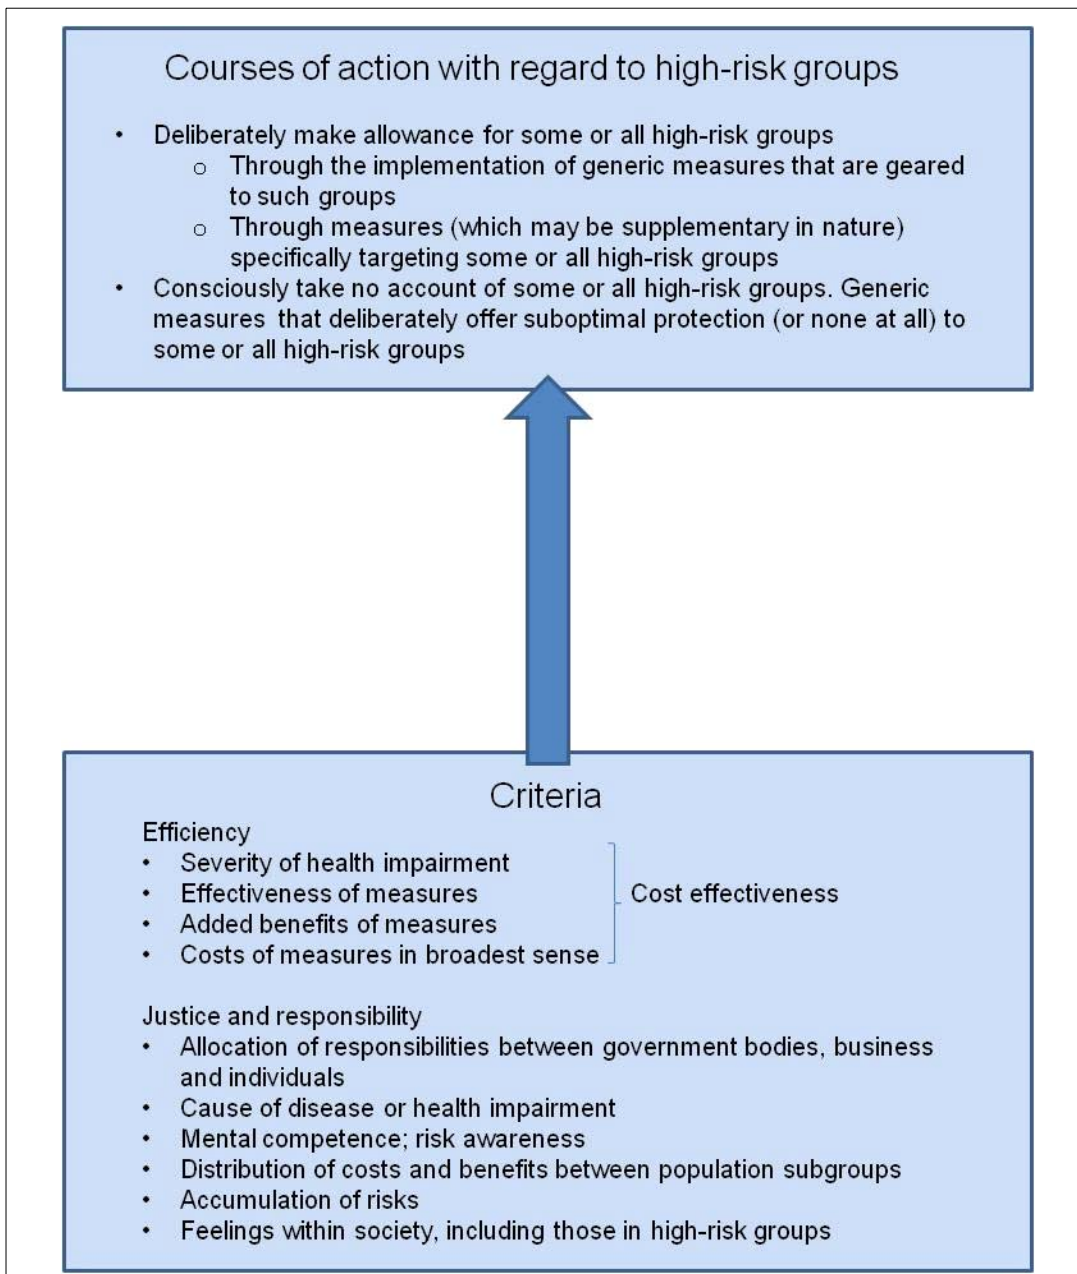 Courses of action with regard to high-risk groups
• Deliberately make allowance for some or all high-risk groups
o Through the implementation of generic measures that are geared
to such groups
o Through measures (which may be supplementary in nature)
specifically targeting some or all high-risk groups
• Consciously take no account of some or all high-risk groups. Generic
measures that deliberately offer suboptimal protection (or none at all) to
some or all high-risk groups
Criteria
Efficiency
• Severity of health impairment
• Effectiveness of measures
Cost effectiveness
• Added benefits of measures
• Costs of measures in broadest sense
Justice and responsibility
• Allocation of responsibilities between government bodies, business
and individuals
• Cause of disease or health impairment
• Mental competence; risk awareness
• Distribution of costs and benefits between population subgroups
• Accumulation of risks
• Feelings within society, including those in high-risk groups